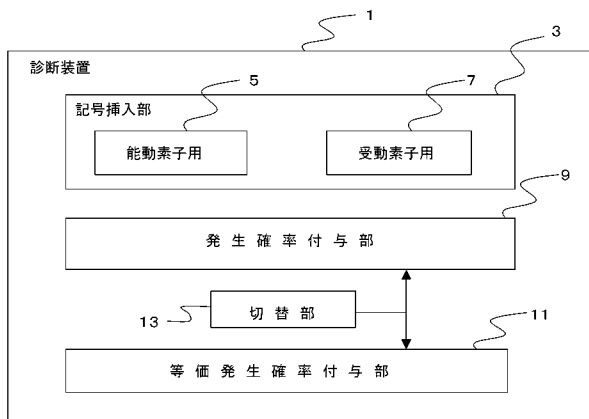 1
3
診断装置
5
7
記号挿入部
能動素子用
受動素子用
9
発生確率付与部
切替部
13
11
等価発生確率付与部